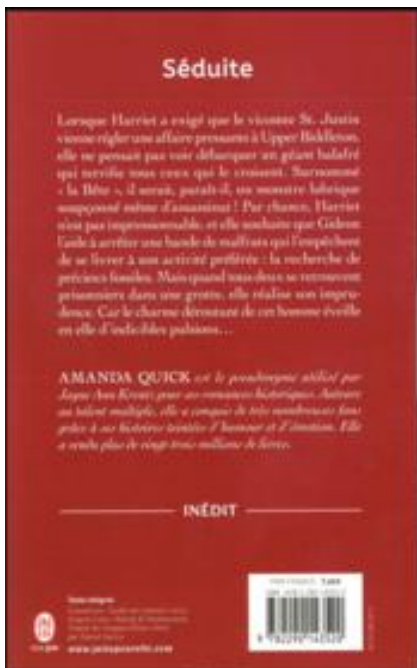 Séduite
Lorsque Harriet a exigé que le vicomte St. Justin
vienne régler une affaire pressante à Upper Biddleton,
elle ne pensait pas voir débarquer un géant balafré
qui terrifie tous ceux qui le croisent. Surnommé
« la Bête », il serait, paraît-il, un monstre lubrique
soupçonné même d'assassinat ! Par chance, Harriet
n'est pas impressionnable, et elle souhaite que Gideon
l'aide à arrêter une bande de malfrats qui l'empêchent
de se livrer à son activité préférée : la recherche de
précieux fossiles. Mais quand tous deux se retrouvent
prisonniers dans une grotte, elle réalise son impru-
dence. Car le charme déroutant de cet homme éveille
en elle d'indicibles pulsions...
AMANDA QUICK est le pseudonyme utilisé par
Jayne Ann Krentz pour ses romances historiques. Auteure
au talent multiple, elle a conquis de très nombreuses fans
grâce à ses histoires teintées d'humour et d'émotion. Elle
a vendu plus de vingt-trois millions de livres.
INÉDIT
Texte intégral
www.jailupourelle.com